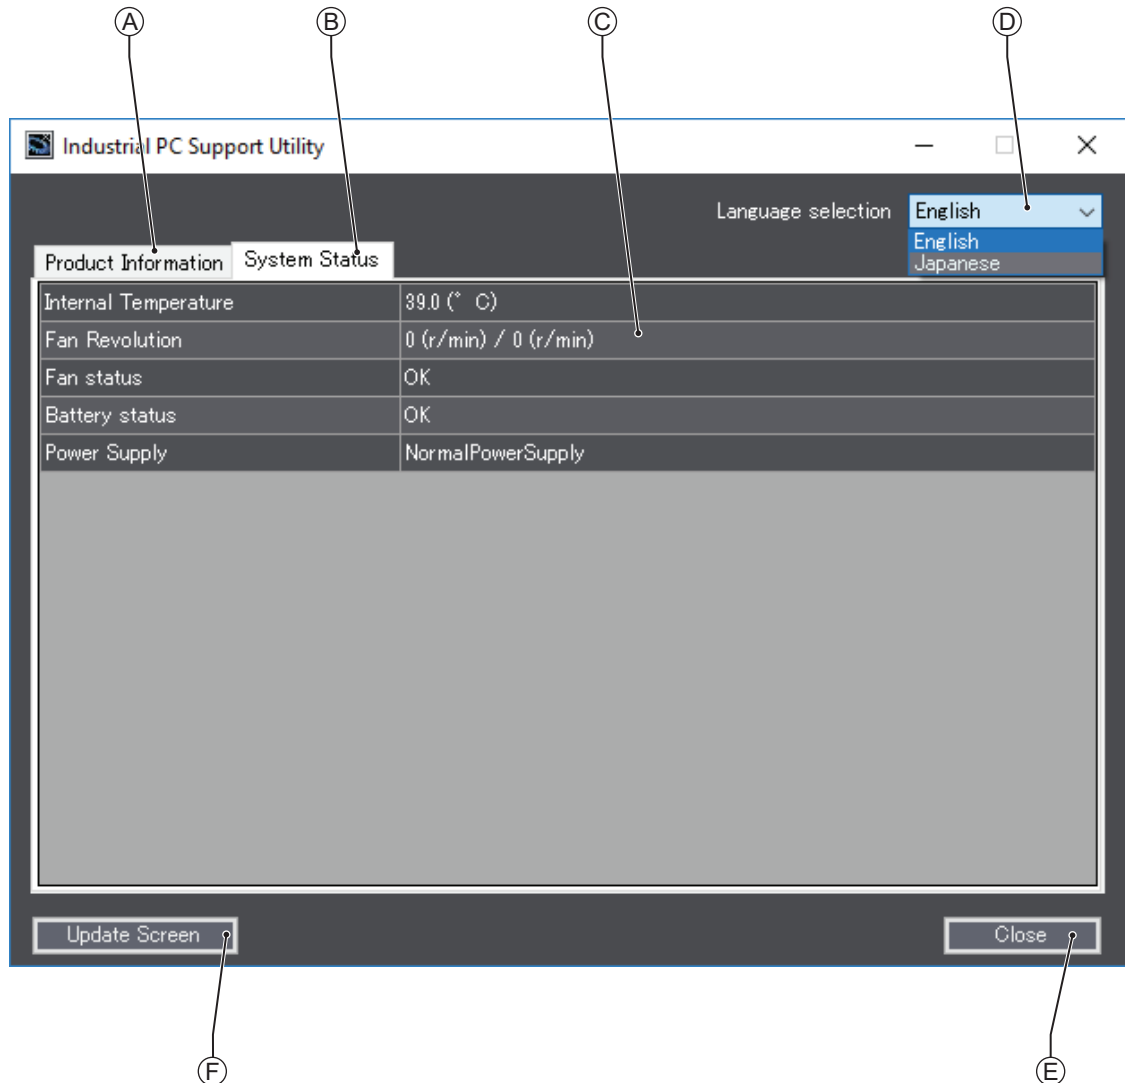 A B C D
Industrial PC Support Utility
Language selection English
English
Japanese
Product Information System Status
Internal Temperature 39.0 (° C)
Fan Revolution 0 (r/min) / 0 (r/min)
Fan status OK
Battery status OK
Power Supply NormalPowerSupply
Update Screen Close
F E